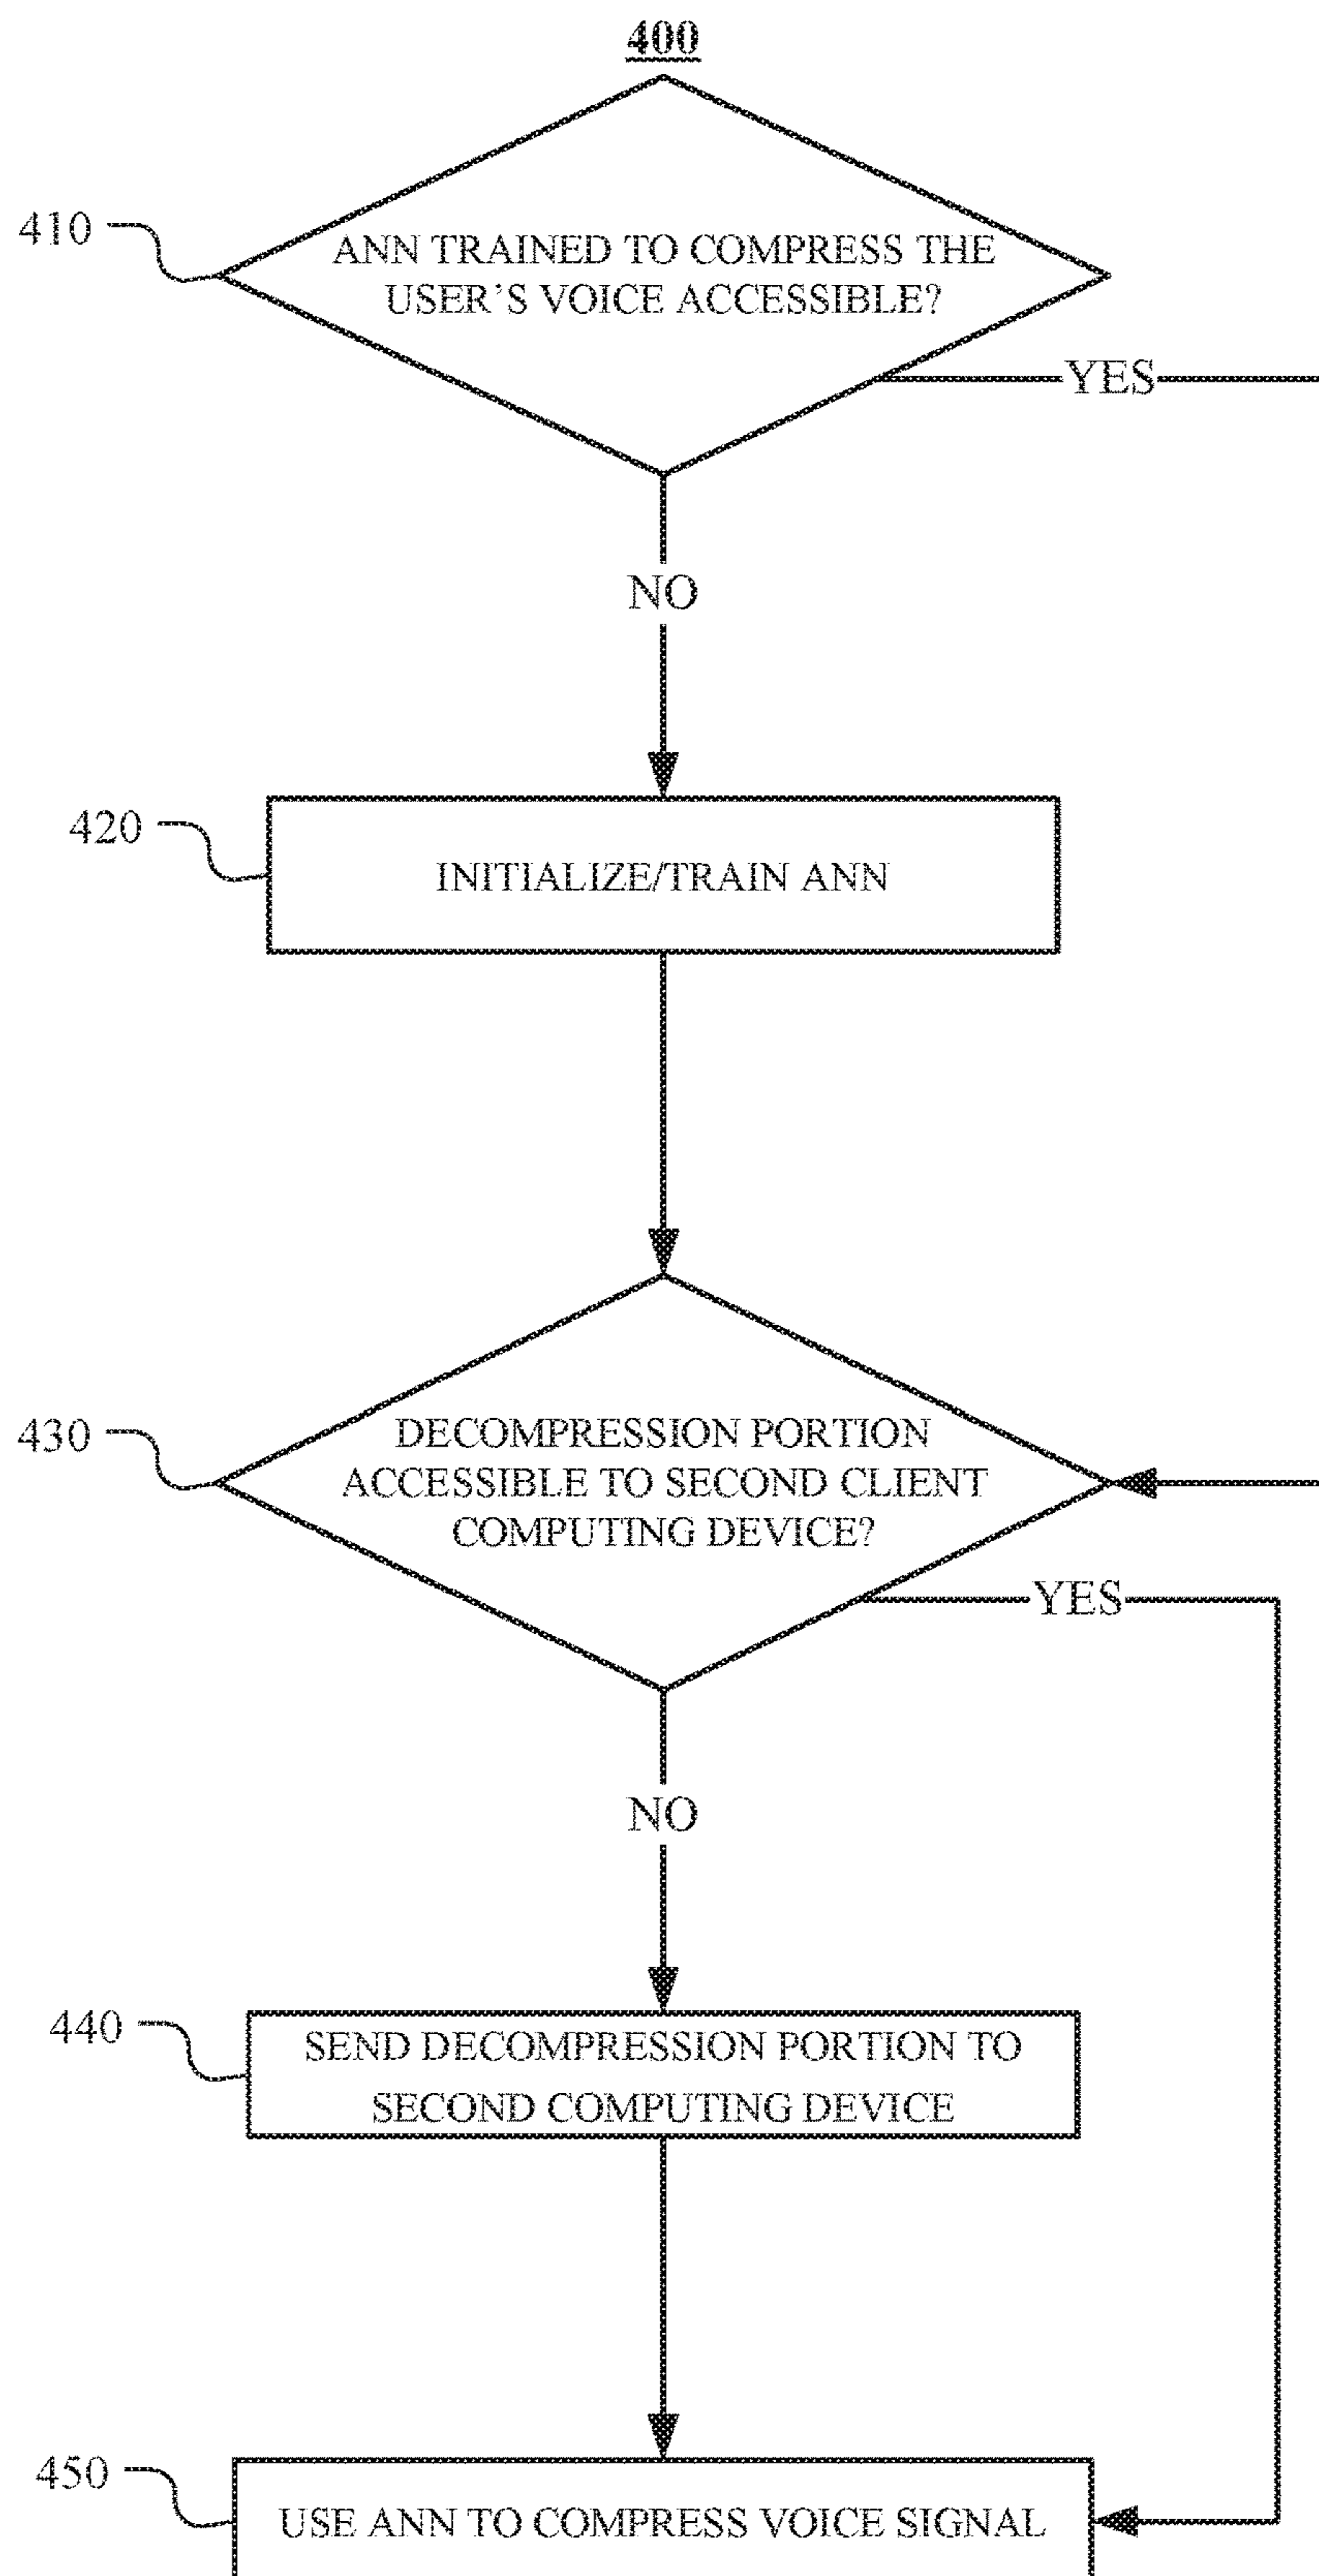 400
410
ANN TRAINED TO COMPRESS THE
USER'S VOICE ACCESSIBLE?
YES
NO
420
INITIALIZE/TRAIN ANN
430
DECOMPRESSION PORTION
ACCESSIBLE TO SECOND CLIENT
COMPUTING DEVICE?
YES
NO
440
SEND DECOMPRESSION PORTION TO
SECOND COMPUTING DEVICE
450
USE ANN TO COMPRESS VOICE SIGNAL